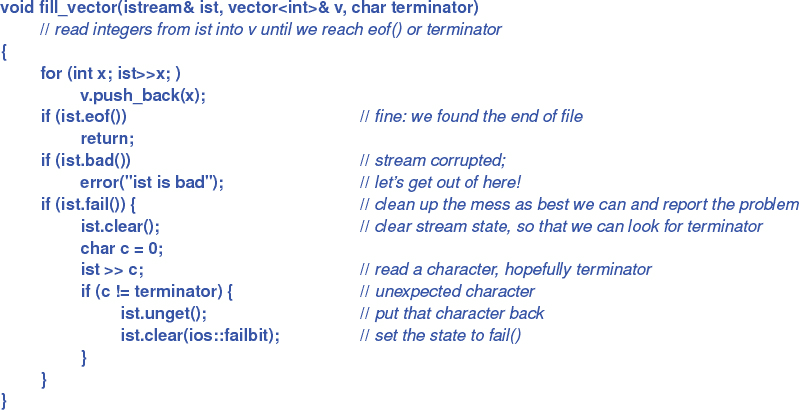 void fill_vector(istream& ist, vector<int>& v, char terminator)
// read integers from ist into v until we reach eof() or terminator
{
for (int x; ist>>x; )
v.push_back(x);
if (ist.eof()) // fine: we found the end of file
return;
if (ist.bad()) // stream corrupted;
error("ist is bad"); // let’s get out of here!
if (ist.fail()) { // clean up the mess as best we can and report the problem
ist.clear(); // clear stream state, so that we can look for terminator
char c = 0;
ist >> c; // read a character, hopefully terminator
if (c != terminator) { // unexpected character
ist.unget(); // put that character back
ist.clear(ios::failbit); // set the state to fail()
}
}
}